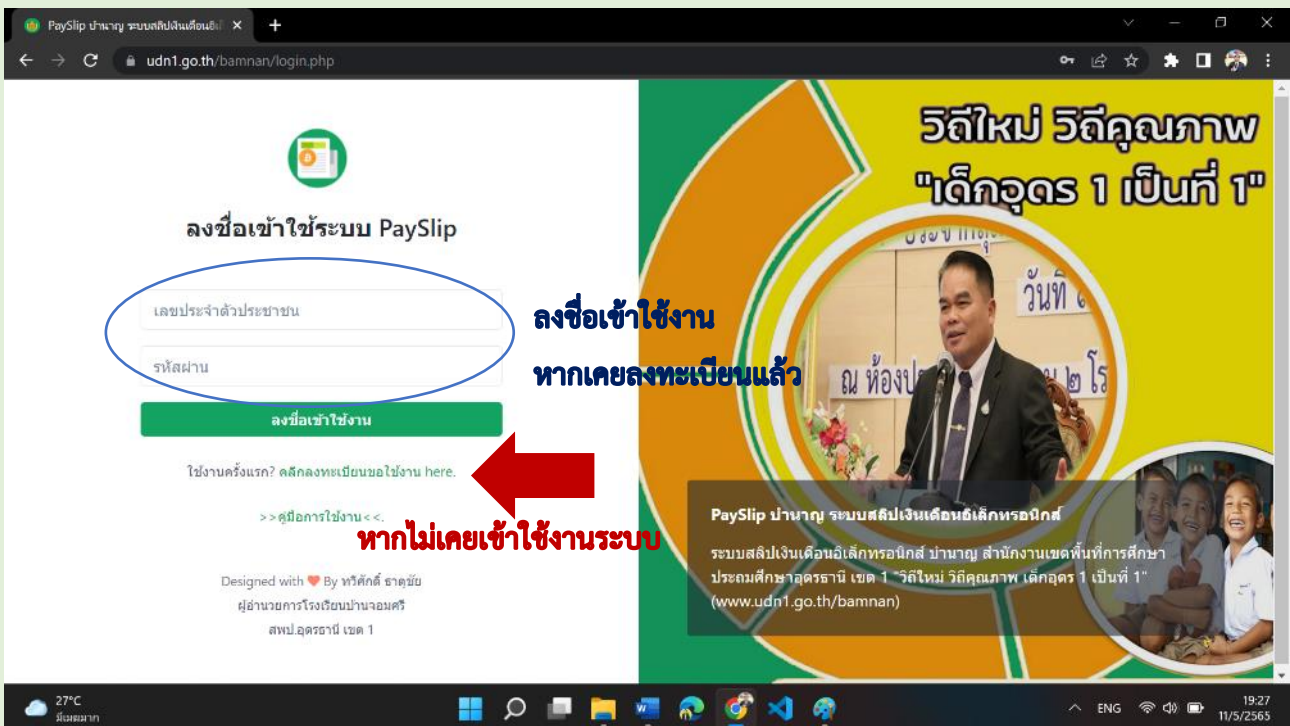 PaySlip บำนาญ ระบบสลิปเงินเดือนอิเ
udn1.go.th/bamnan/login.php
ลงชื่อเข้าใช้ระบบ PaySlip
เลขประจำตัวประชาชน
รหัสผ่าน
ลงชื่อเข้าใช้งาน
ใช้งานครั้งแรก? คลิกลงทะเบียนขอใช้งาน here.
>>คู่มือการใช้งาน<<.
Designed with ❤ By ทวีศักดิ์ ธาตุชัย
ผู้อำนวยการโรงเรียนบ้านจอมศรี
สพป.อุดรธานี เขต 1
ลงชื่อเข้าใช้งาน
หากเคยลงทะเบียนแล้ว
หากไม่เคยเข้าใช้งานระบบ
วิถีใหม่ วิถีคุณภาพ
"เด็กอุดร 1 เป็นที่ 1"
วันที่
ณ ห้อง
PaySlip บำนาญ ระบบสลิปเงินเดือนอิเล็กทรอนิกส์
ระบบสลิปเงินเดือนอิเล็กทรอนิกส์ บำนาญ สำนักงานเขตพื้นที่การศึกษา
ประถมศึกษาอุดรธานี เขต 1 "วิถีใหม่ วิถีคุณภาพ เด็กอุดร 1 เป็นที่ 1"
(www.udn1.go.th/bamnan)
27°C
มีเมฆมาก
ENG
19:27
11/5/2565